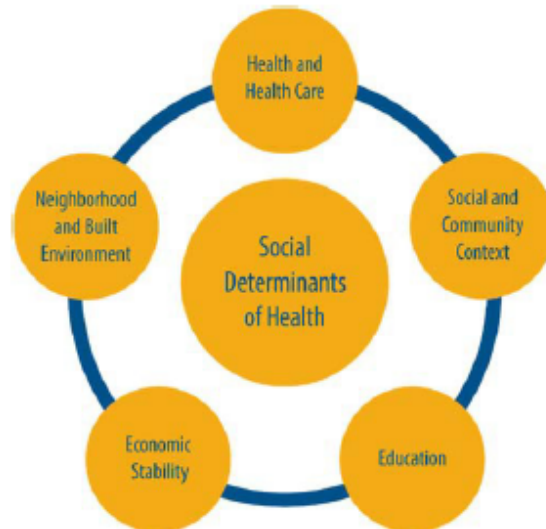 Health and
Health Care
Neighborhood
and Built
Environment
Social and
Community
Context
Social
Determinants
of Health
Economic
Stability
Education